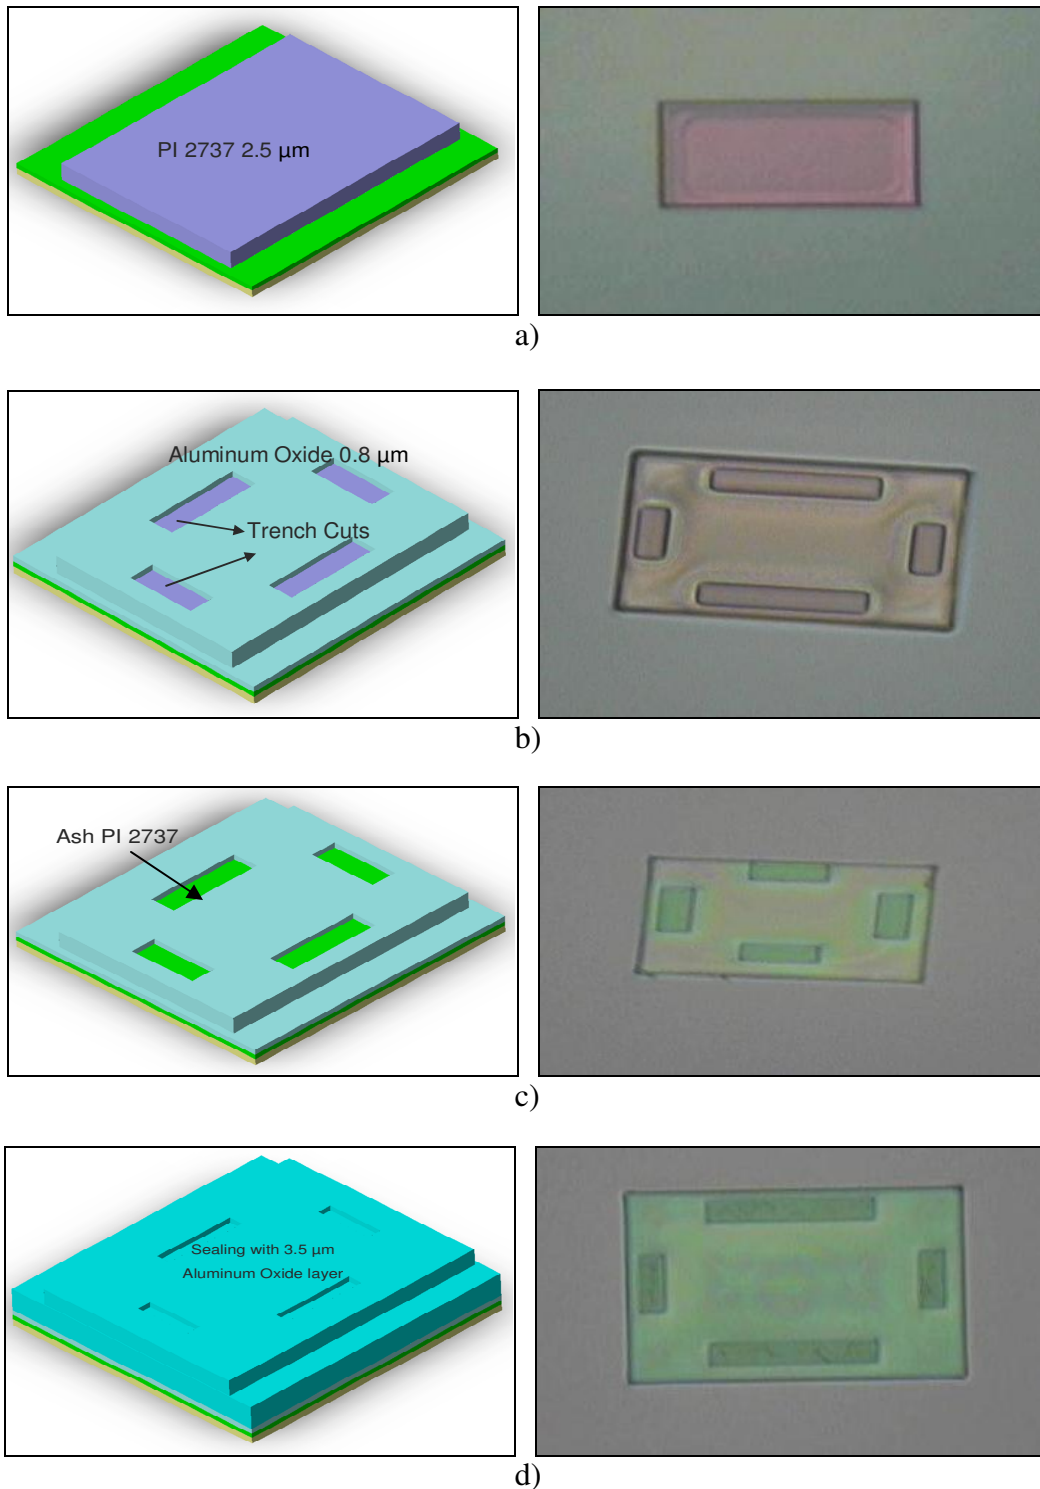 PI 2737 2.5 µm
a)
Aluminum Oxide 0.8 µm
Trench Cuts
b)
Ash PI 2737
c)
Sealing with 3.5 µm
Aluminum Oxide layer
d)